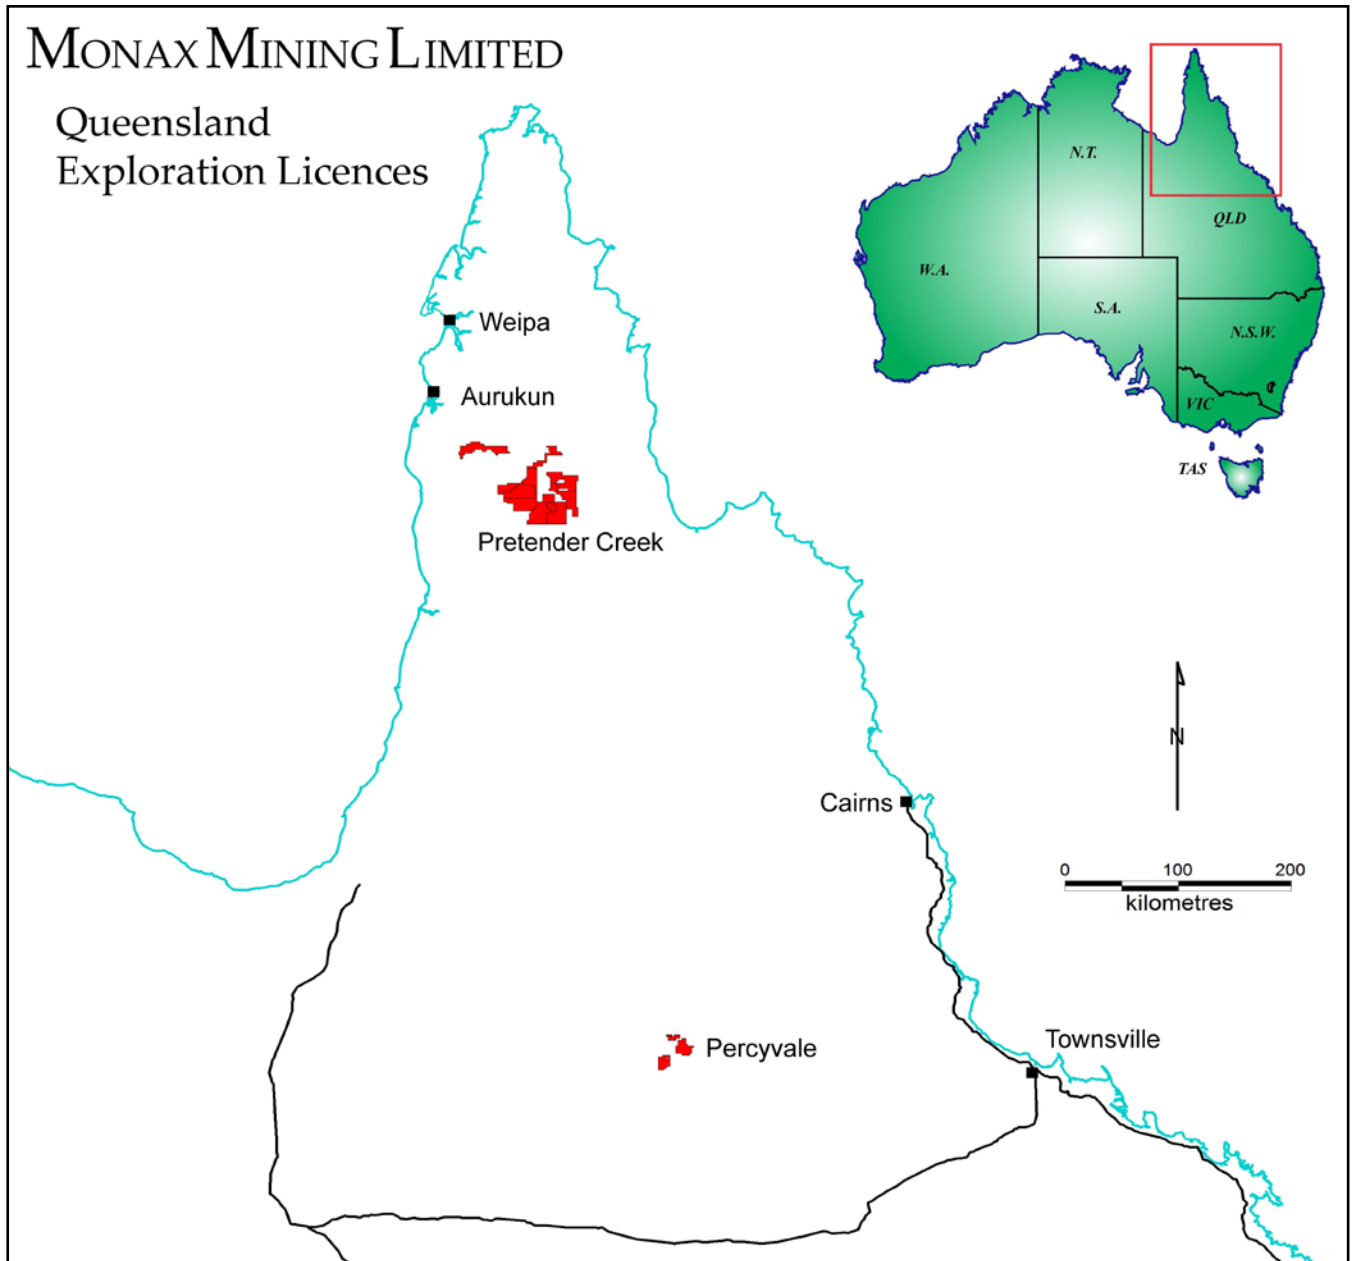 MONAX MINING LIMITED
Queensland
Exploration Licences
N.T.
QLD
W.A.
S.A.
N.S.W.
VIC
TAS
Weipa
Aurukun
Pretender Creek
N
Cairns
0 100 200
kilometres
Townsville
Percyvale